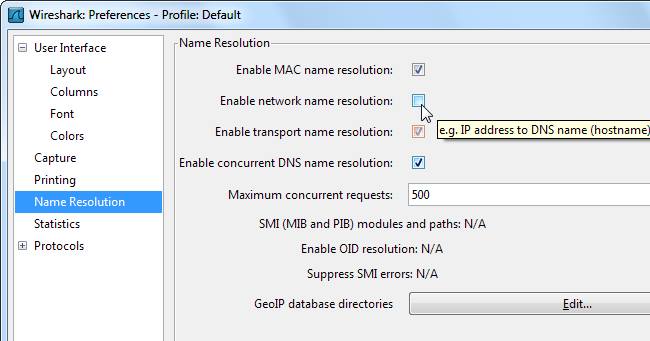 Wireshark: Preferences - Profile: Default
User Interface
Layout
Columns
Font
Colors
Capture
Printing
Name Resolution
Statistics
Protocols
Name Resolution
Enable MAC name resolution:
Enable network name resolution:
e.g. IP address to DNS name (hostname)
Enable transport name resolution:
Enable concurrent DNS name resolution:
Maximum concurrent requests: 500
SMI (MIB and PIB) modules and paths: N/A
Enable OID resolution: N/A
Suppress SMI errors: N/A
GeoIP database directories Edit...